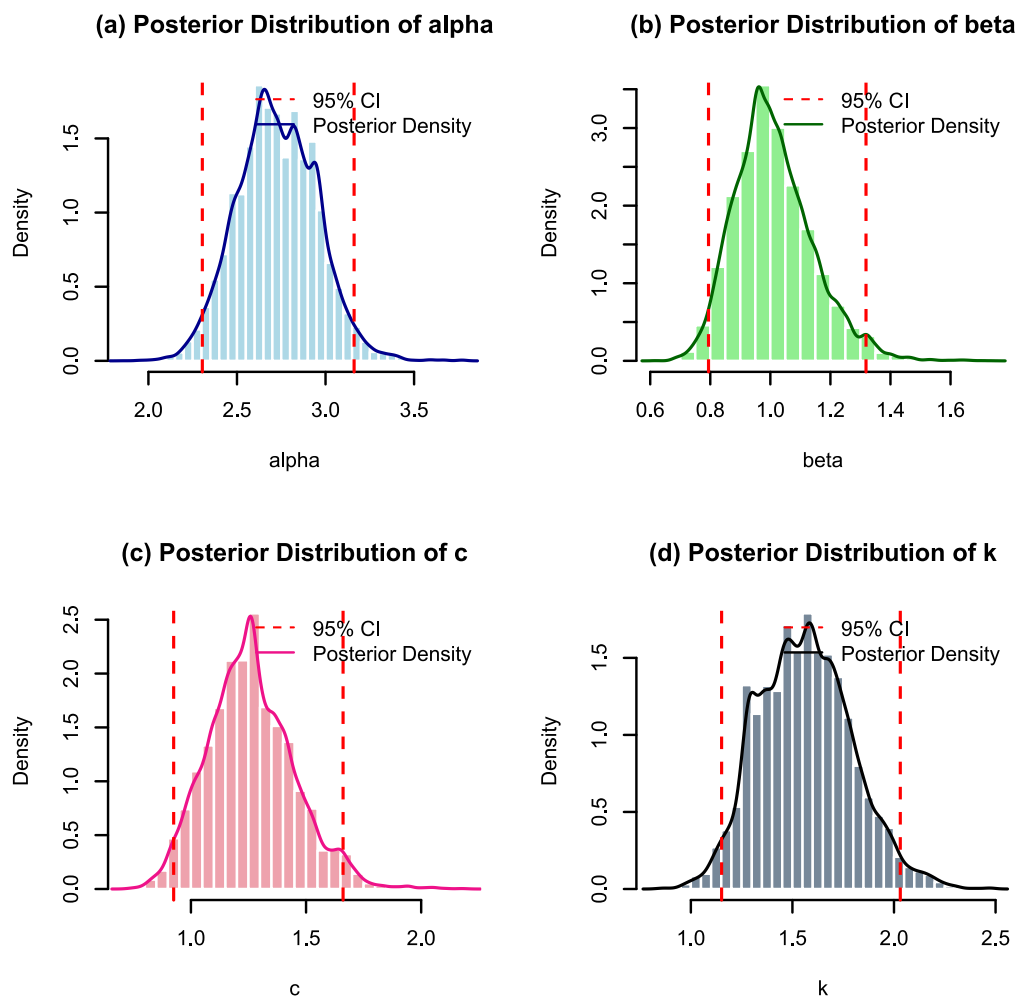 (a) Posterior Distribution of alpha
95% CI
Posterior Density
Density
0.0 0.5 1.0 1.5
2.0 2.5 3.0 3.5
alpha
(b) Posterior Distribution of beta
95% CI
Posterior Density
Density
0.0 1.0 2.0 3.0
0.6 0.8 1.0 1.2 1.4 1.6
beta
(c) Posterior Distribution of c
95% CI
Posterior Density
Density
0.0 0.5 1.0 1.5 2.0 2.5
1.0 1.5 2.0
c
(d) Posterior Distribution of k
95% CI
Posterior Density
Density
0.0 0.5 1.0 1.5
1.0 1.5 2.0 2.5
k